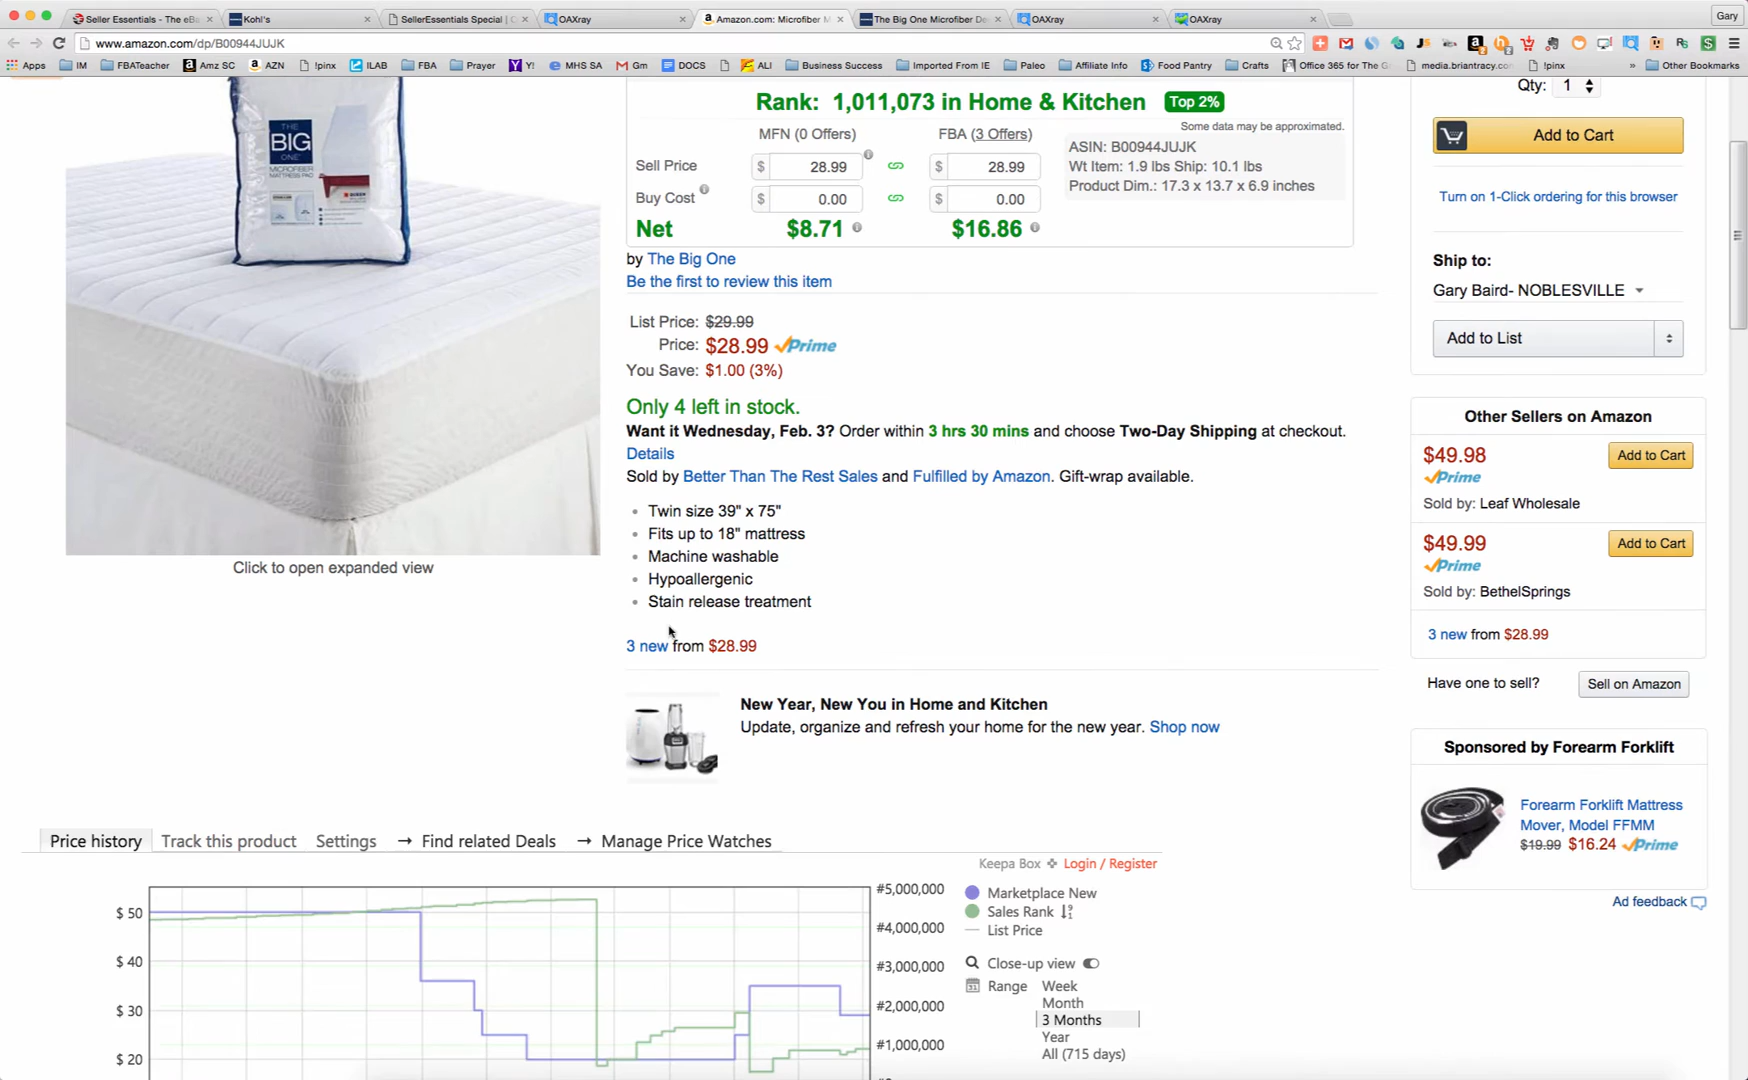 Seller Essentials - The eBa
Kohl's
SellerEssentials Special | C
OAXray
Amazon.com: Microfiber M
The Big One Microfiber De
OAXray
OAXray
Gary
www.amazon.com/dp/B00944JUJK
Apps
IM
FBATeacher
Amz SC
AZN
!pinx
ILAB
FBA
Prayer
Y!
MHS SA
Gm
DOCS
ALI
Business Success
Imported From IE
Paleo
Affiliate Info
Food Pantry
Crafts
Office 365 for The G
media.briantracy.co
!pinx
»
Other Bookmarks
THE
BIG
ONE
MICROFIBER
MATTRESS PAD
Click to open expanded view
Rank: 1,011,073 in Home & Kitchen Top 2%
Some data may be approximated.
MFN (0 Offers) FBA (3 Offers)
Sell Price $ 28.99 $ 28.99
Buy Cost $ 0.00 $ 0.00
Net $8.71 $16.86
ASIN: B00944JUJK
Wt Item: 1.9 lbs Ship: 10.1 lbs
Product Dim.: 17.3 x 13.7 x 6.9 inches
by The Big One
Be the first to review this item
List Price: $29.99
Price: $28.99 Prime
You Save: $1.00 (3%)
Only 4 left in stock.
Want it Wednesday, Feb. 3? Order within 3 hrs 30 mins and choose Two-Day Shipping at checkout.
Details
Sold by Better Than The Rest Sales and Fulfilled by Amazon. Gift-wrap available.
Twin size 39" x 75"
Fits up to 18" mattress
Machine washable
Hypoallergenic
Stain release treatment
3 new from $28.99
New Year, New You in Home and Kitchen
Update, organize and refresh your home for the new year. Shop now
Qty: 1
Add to Cart
Turn on 1-Click ordering for this browser
Ship to:
Gary Baird- NOBLESVILLE
Add to List
Other Sellers on Amazon
$49.98 Add to Cart
Prime
Sold by: Leaf Wholesale
$49.99 Add to Cart
Prime
Sold by: BethelSprings
3 new from $28.99
Have one to sell? Sell on Amazon
Sponsored by Forearm Forklift
Forearm Forklift Mattress
Mover, Model FFMM
$19.99 $16.24 Prime
Ad feedback
Price history Track this product Settings → Find related Deals → Manage Price Watches
Keepa Box Login / Register
$ 50
$ 40
$ 30
$ 20
#5,000,000
#4,000,000
#3,000,000
#2,000,000
#1,000,000
Marketplace New
Sales Rank
List Price
Close-up view
Range Week
Month
3 Months
Year
All (715 days)